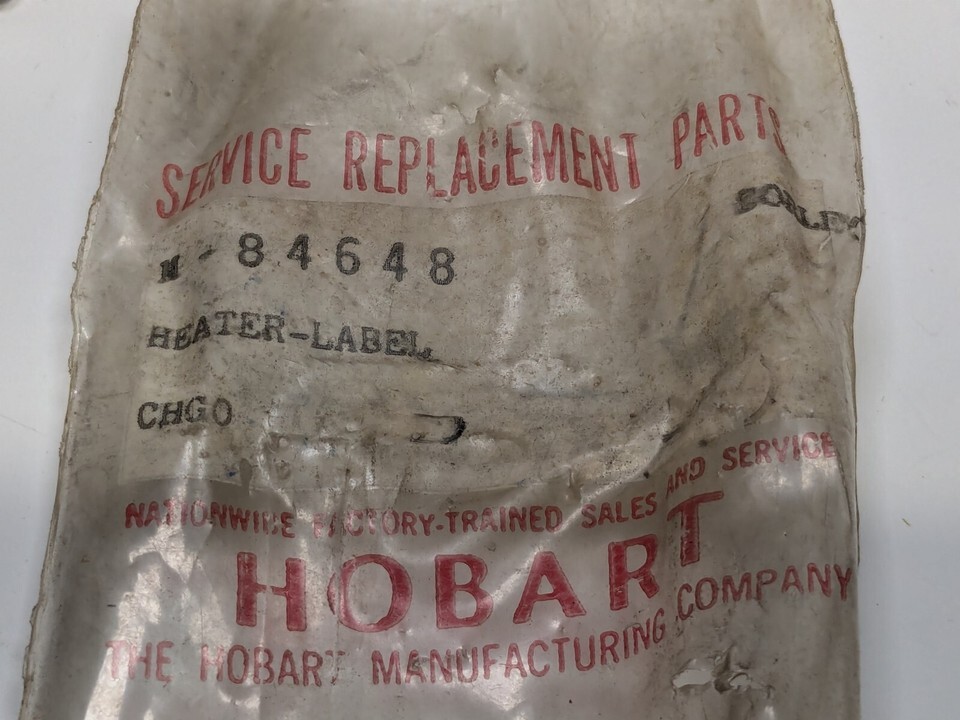 SERVICE REPLACEMENT PARTS
M-84648
HEATER-LABEL
CHGO
NATIONWIDE FACTORY-TRAINED SALES AND SERVICE
HOBART
THE HOBART MANUFACTURING COMPANY